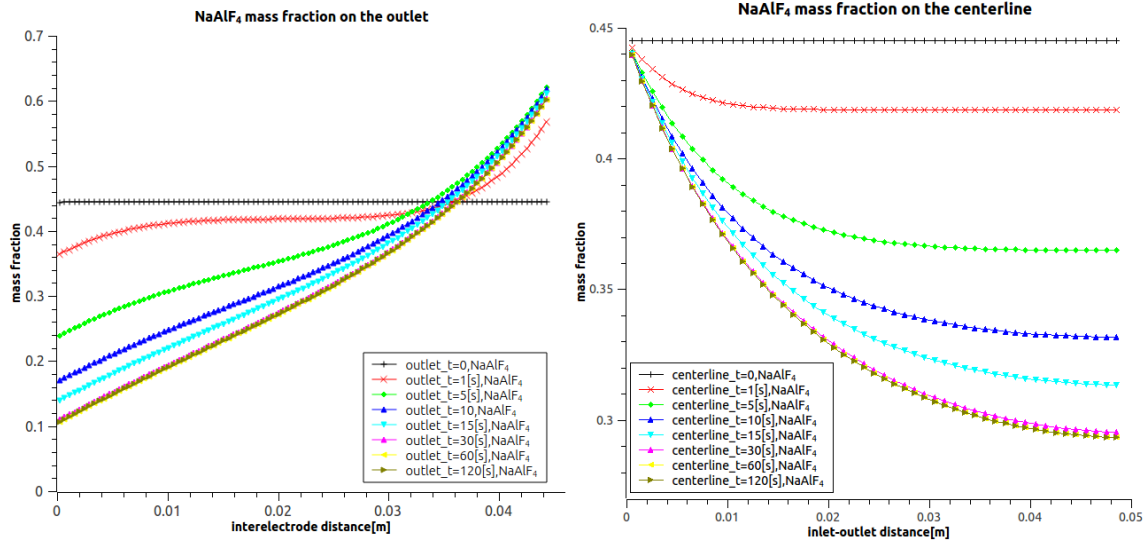 NaAlF₄ mass fraction on the outlet
0.7
0.6
0.5
0.4
0.3
0.2
0.1
0
mass fraction
0
0.01
0.02
0.03
0.04
interelectrode distance[m]
outlet_t=0,NaAlF₄
outlet_t=1[s],NaAlF₄
outlet_t=5[s],NaAlF₄
outlet_t=10,NaAlF₄
outlet_t=15[s],NaAlF₄
outlet_t=30[s],NaAlF₄
outlet_t=60[s],NaAlF₄
outlet_t=120[s],NaAlF₄
NaAlF₄ mass fraction on the centerline
0.45
0.4
0.35
0.3
mass fraction
0
0.01
0.02
0.03
0.04
0.05
inlet-outlet distance[m]
centerline_t=0,NaAlF₄
centerline_t=1[s],NaAlF₄
centerline_t=5[s],NaAlF₄
centerline_t=10[s],NaAlF₄
centerline_t=15[s],NaAlF₄
centerline_t=30[s],NaAlF₄
centerline_t=60[s],NaAlF₄
centerline_t=120[s],NaAlF₄